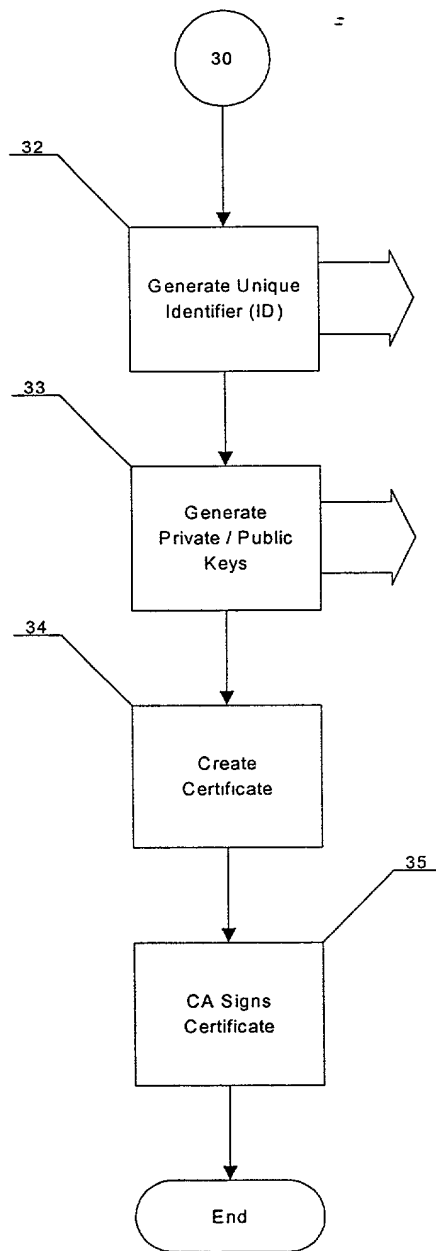 30
32
Generate Unique
Identifier (ID)
33
Generate
Private / Public
Keys
34
Create
Certificate
35
CA Signs
Certificate
End